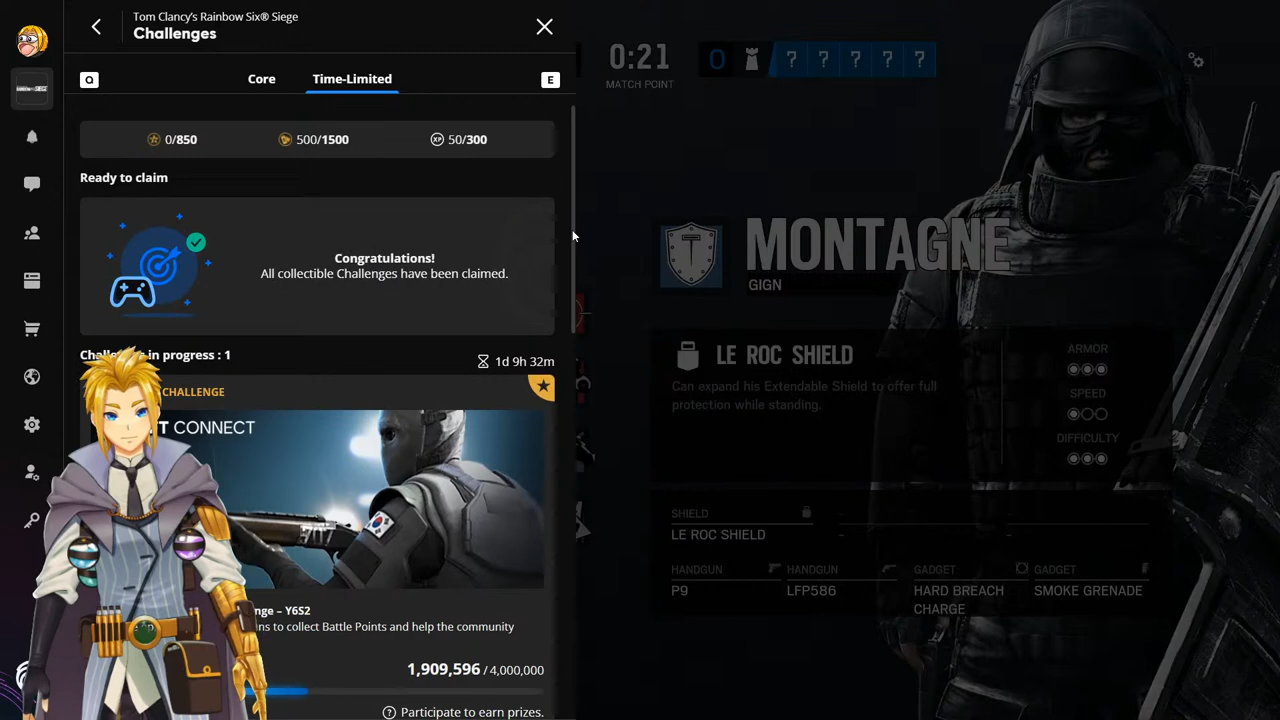 Tom Clancy's Rainbow Six® Siege
Challenges
Q
Core
Time-Limited
E
0/850
500/1500
XP 50/300
Ready to claim
Congratulations!
All collectible Challenges have been claimed.
in progress : 1
1d 9h 32m
CHALLENGE
CONNECT
707
nge – Y6S2
ns to collect Battle Points and help the community
1,909,596 / 4,000,000
? Participate to earn prizes.
0:21
MATCH POINT
0
? ? ? ? ?
MONTAGNE
GIGN
LE ROC SHIELD
Can expand his Extendable Shield to offer full
protection while standing.
ARMOR
SPEED
DIFFICULTY
SHIELD
LE ROC SHIELD
-
-
HANDGUN
P9
HANDGUN
LFP586
GADGET
HARD BREACH
CHARGE
GADGET
SMOKE GRENADE